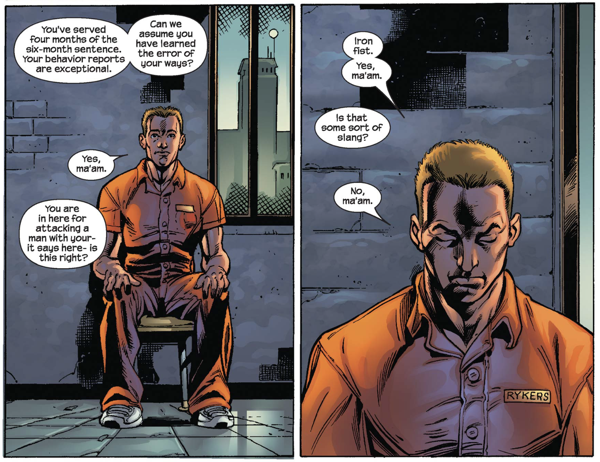 You've served
four months of the
six-month sentence.
Your behavior reports
are exceptional.
Can we
assume you
have learned
the error of
your ways?
Yes,
ma'am.
You are
in here for
attacking a
man with your-
it says here- is
this right?
Iron
fist.
Yes,
ma'am.
Is that
some sort of
slang?
No,
ma'am.
RYKERS